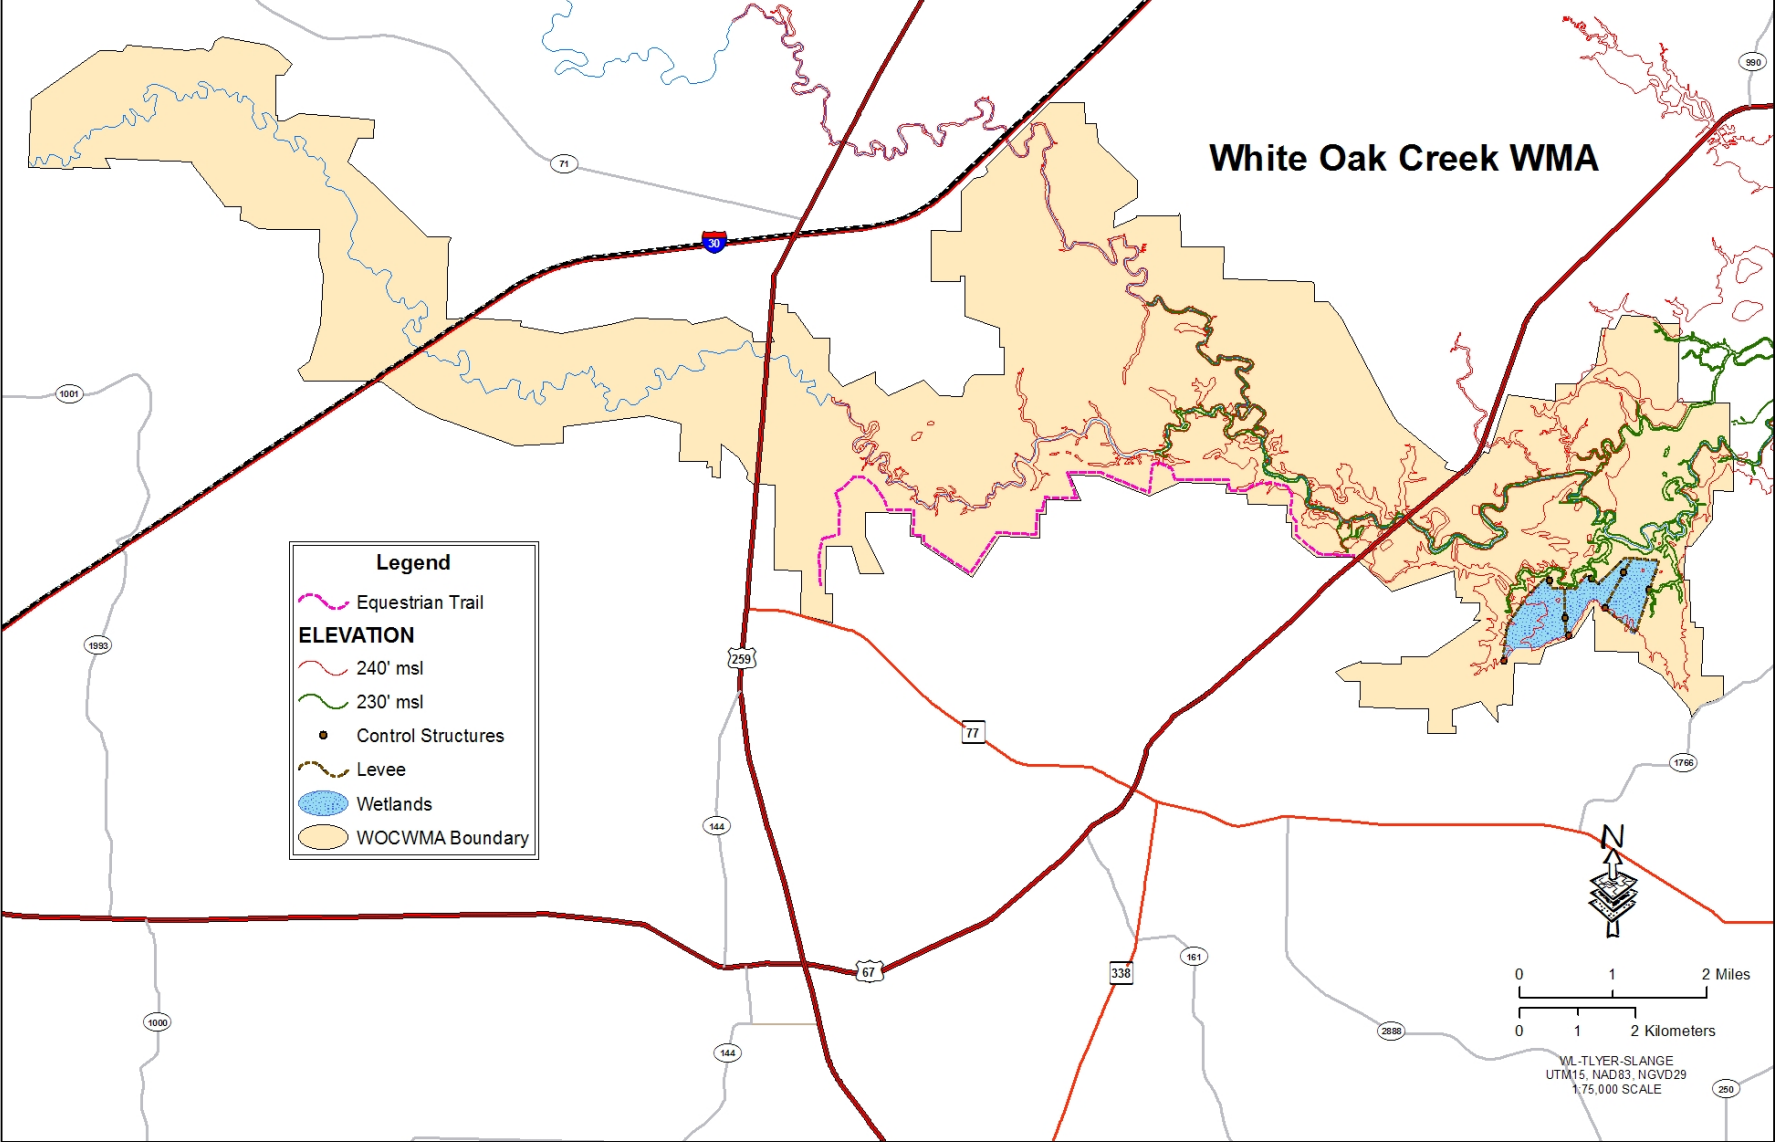 990
White Oak Creek WMA
71
30
1001
Legend
Equestrian Trail
ELEVATION
240' msl
230' msl
Control Structures
Levee
Wetlands
WOCWMA Boundary
1993
259
77
1766
144
N
67
338
161
0 1 2 Miles
0 1 2 Kilometers
1000
2888
144
WL-TLYER-SLANGE
UTM15, NAD83, NGVD29
1:75,000 SCALE
250